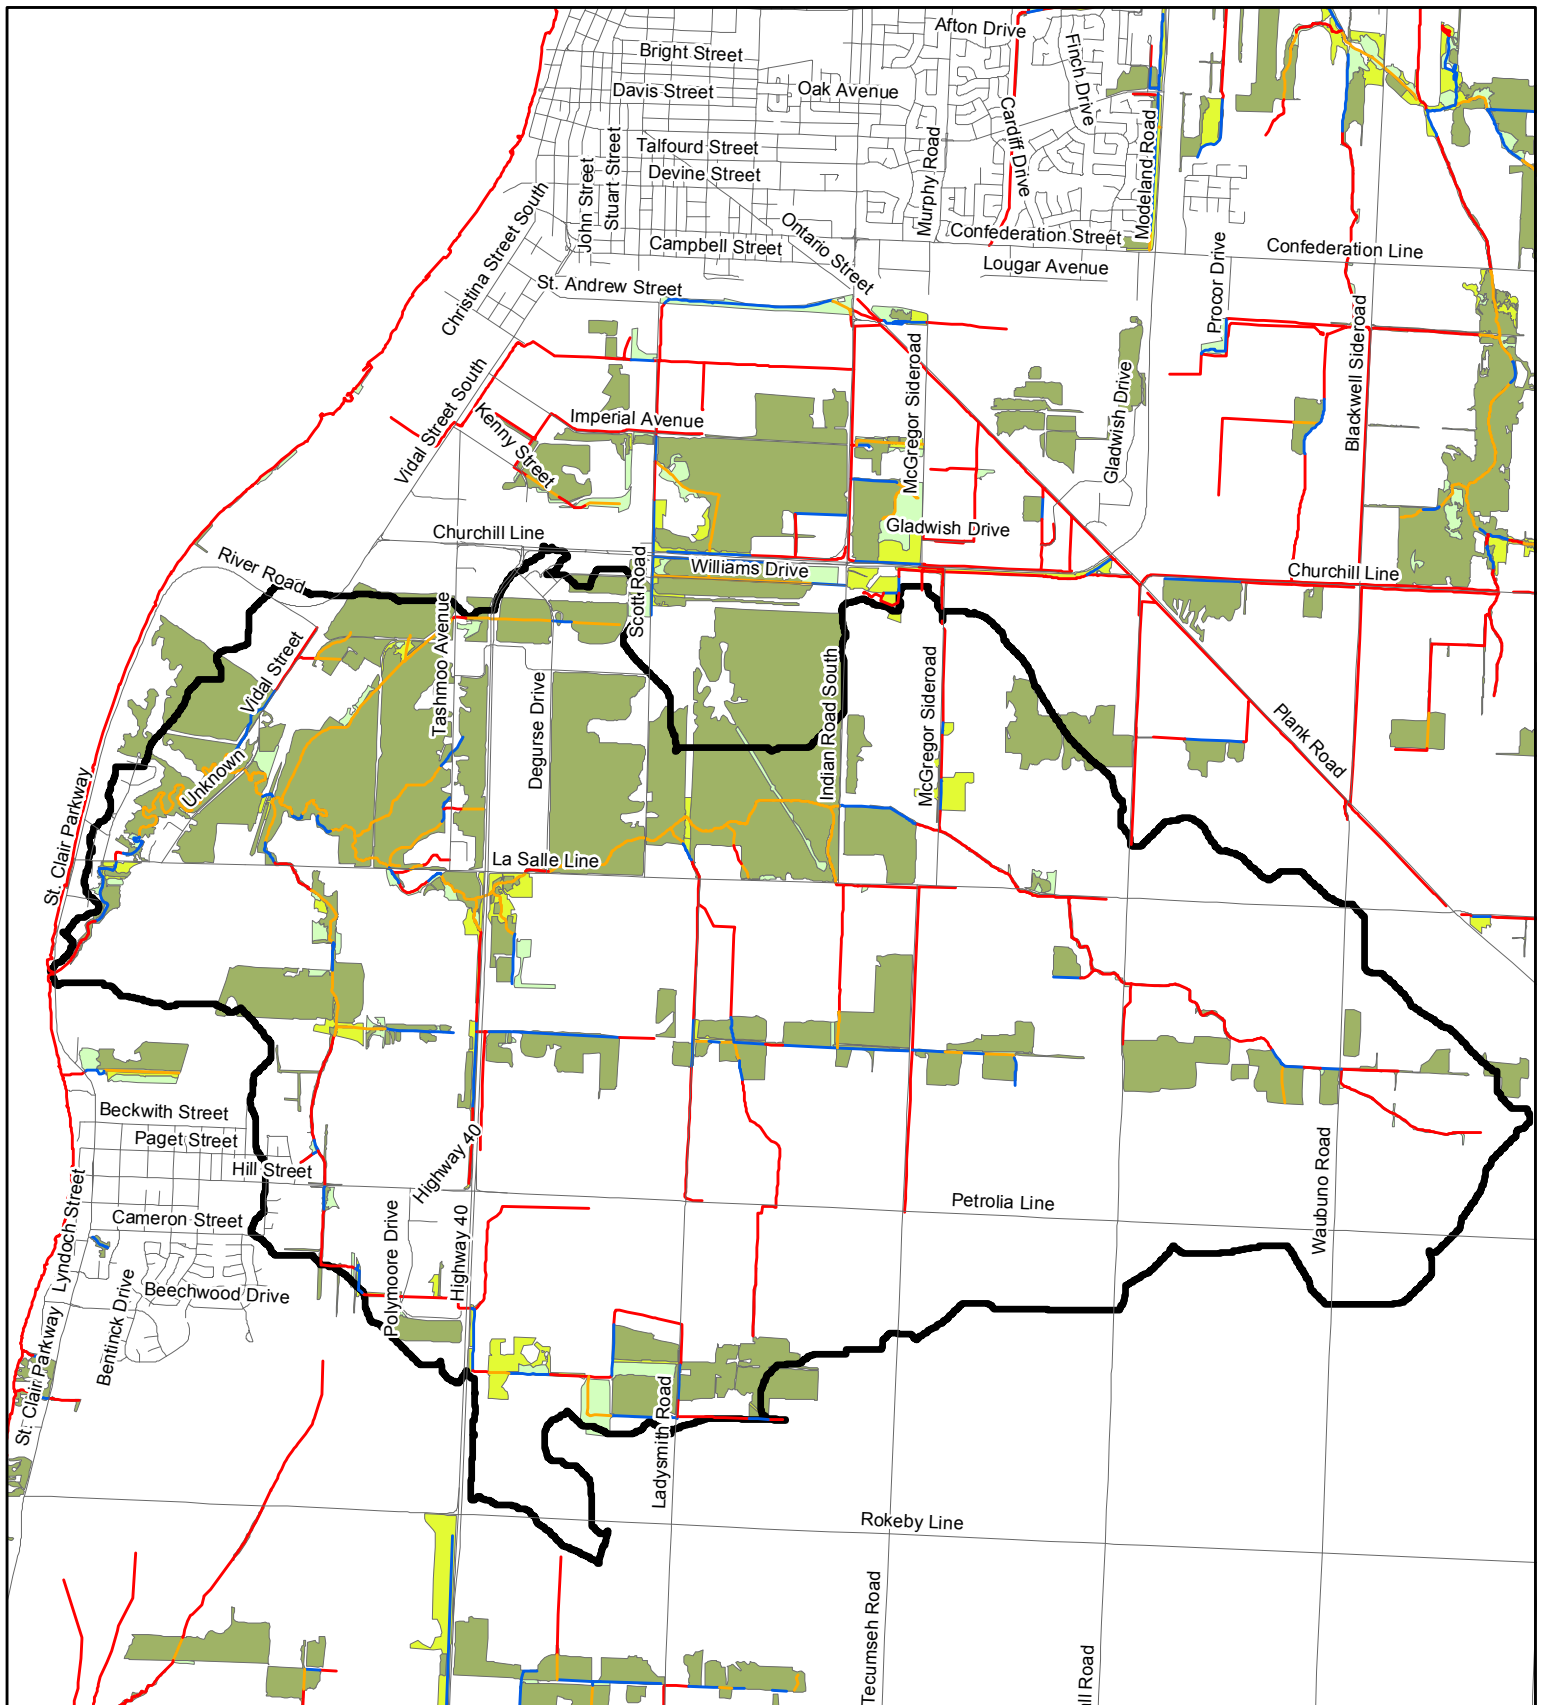 Afton Drive
Bright Street
Finch Drive
Davis Street
Oak Avenue
Cardiff Drive
Talfourd Street
Devine Street
John Street
Stuart Street
Murphy Road
Modeland Road
Christina Street South
Campbell Street
Ontario Street
Confederation Street
Confederation Line
Lougar Avenue
Procor Drive
St. Andrew Street
Blackwell Sideroad
McGregor Sideroad
Gladwish Drive
Vidal Street South
Kenny Street
Imperial Avenue
Gladwish Drive
Churchill Line
Williams Drive
Churchill Line
River Road
Scott Road
Tashmoo Avenue
Vidal Street
Degurse Drive
Indian Road South
McGregor Sideroad
Plank Road
Unknown
St. Clair Parkway
La Salle Line
Beckwith Street
Paget Street
Hill Street
Highway 40
Waubuno Road
Petrolia Line
Lyndoch Street
Cameron Street
Polymoore Drive
Highway 40
Beechwood Drive
Bentinck Drive
St. Clair Parkway
Ladysmith Road
Rokeby Line
Tecumseh Road
ll Road